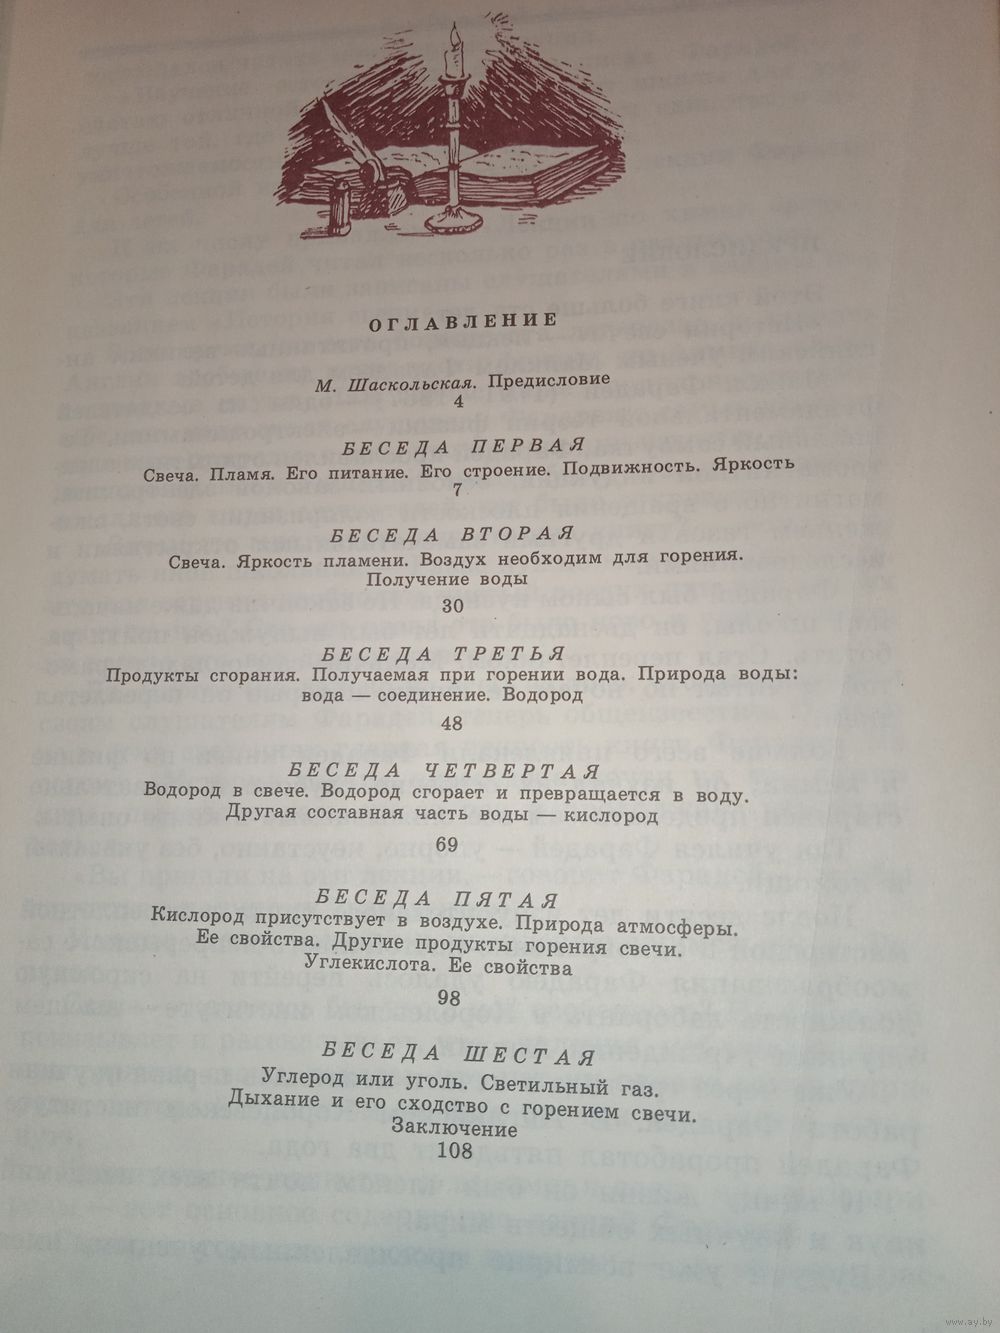 ОГЛАВЛЕНИЕ
М. Шаскольская. Предисловие
4
БЕСЕДА ПЕРВАЯ
Свеча. Пламя. Его питание. Его строение. Подвижность. Яркость
7
БЕСЕДА ВТОРАЯ
Свеча. Яркость пламени. Воздух необходим для горения.
Получение воды
30
БЕСЕДА ТРЕТЬЯ
Продукты сгорания. Получаемая при горении вода. Природа воды:
вода — соединение. Водород
48
БЕСЕДА ЧЕТВЕРТАЯ
Водород в свече. Водород сгорает и превращается в воду.
Другая составная часть воды — кислород
69
БЕСЕДА ПЯТАЯ
Кислород присутствует в воздухе. Природа атмосферы.
Ее свойства. Другие продукты горения свечи.
Углекислота. Ее свойства
98
БЕСЕДА ШЕСТАЯ
Углерод или уголь. Светильный газ.
Дыхание и его сходство с горением свечи.
Заключение
108
www.ay.by